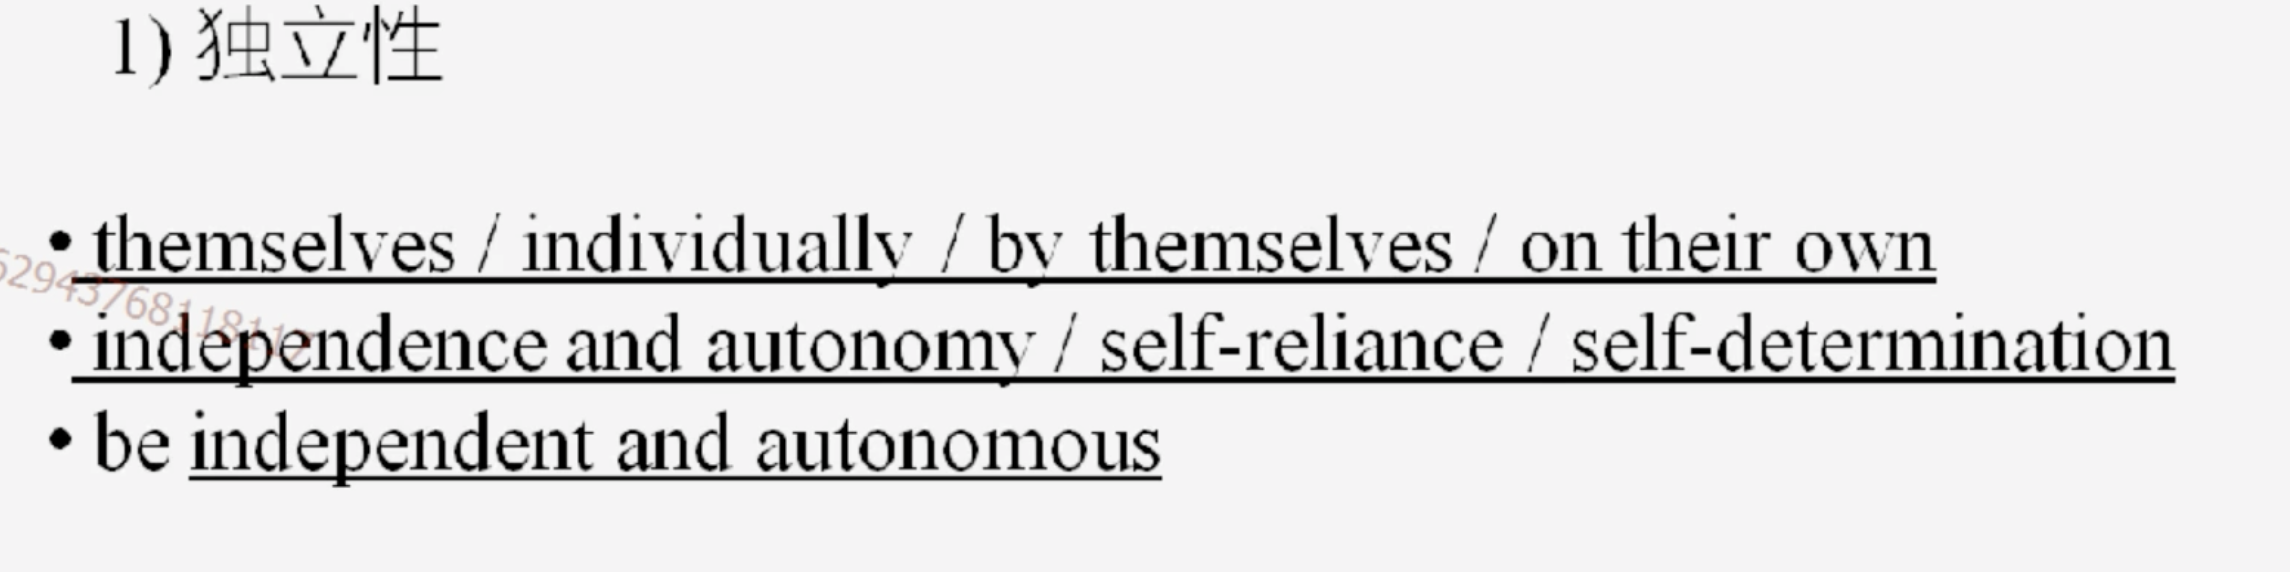 1) 独立性
• themselves / individually / by themselves / on their own
• independence and autonomy / self-reliance / self-determination
• be independent and autonomous